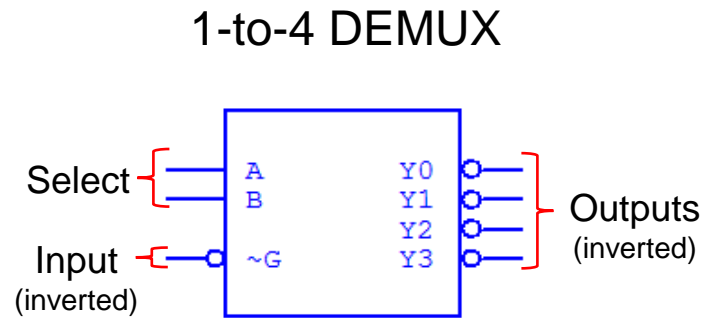 1-to-4 DEMUX
Select
A
B
Input
(inverted)
~G
Y0
Y1
Y2
Y3
Outputs
(inverted)